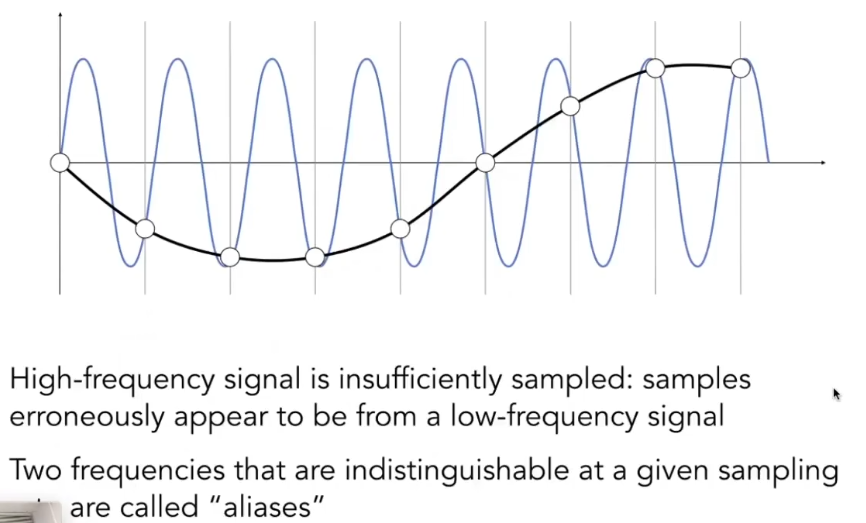 High-frequency signal is insufficiently sampled: samples
erroneously appear to be from a low-frequency signal
Two frequencies that are indistinguishable at a given sampling
are called “aliases”